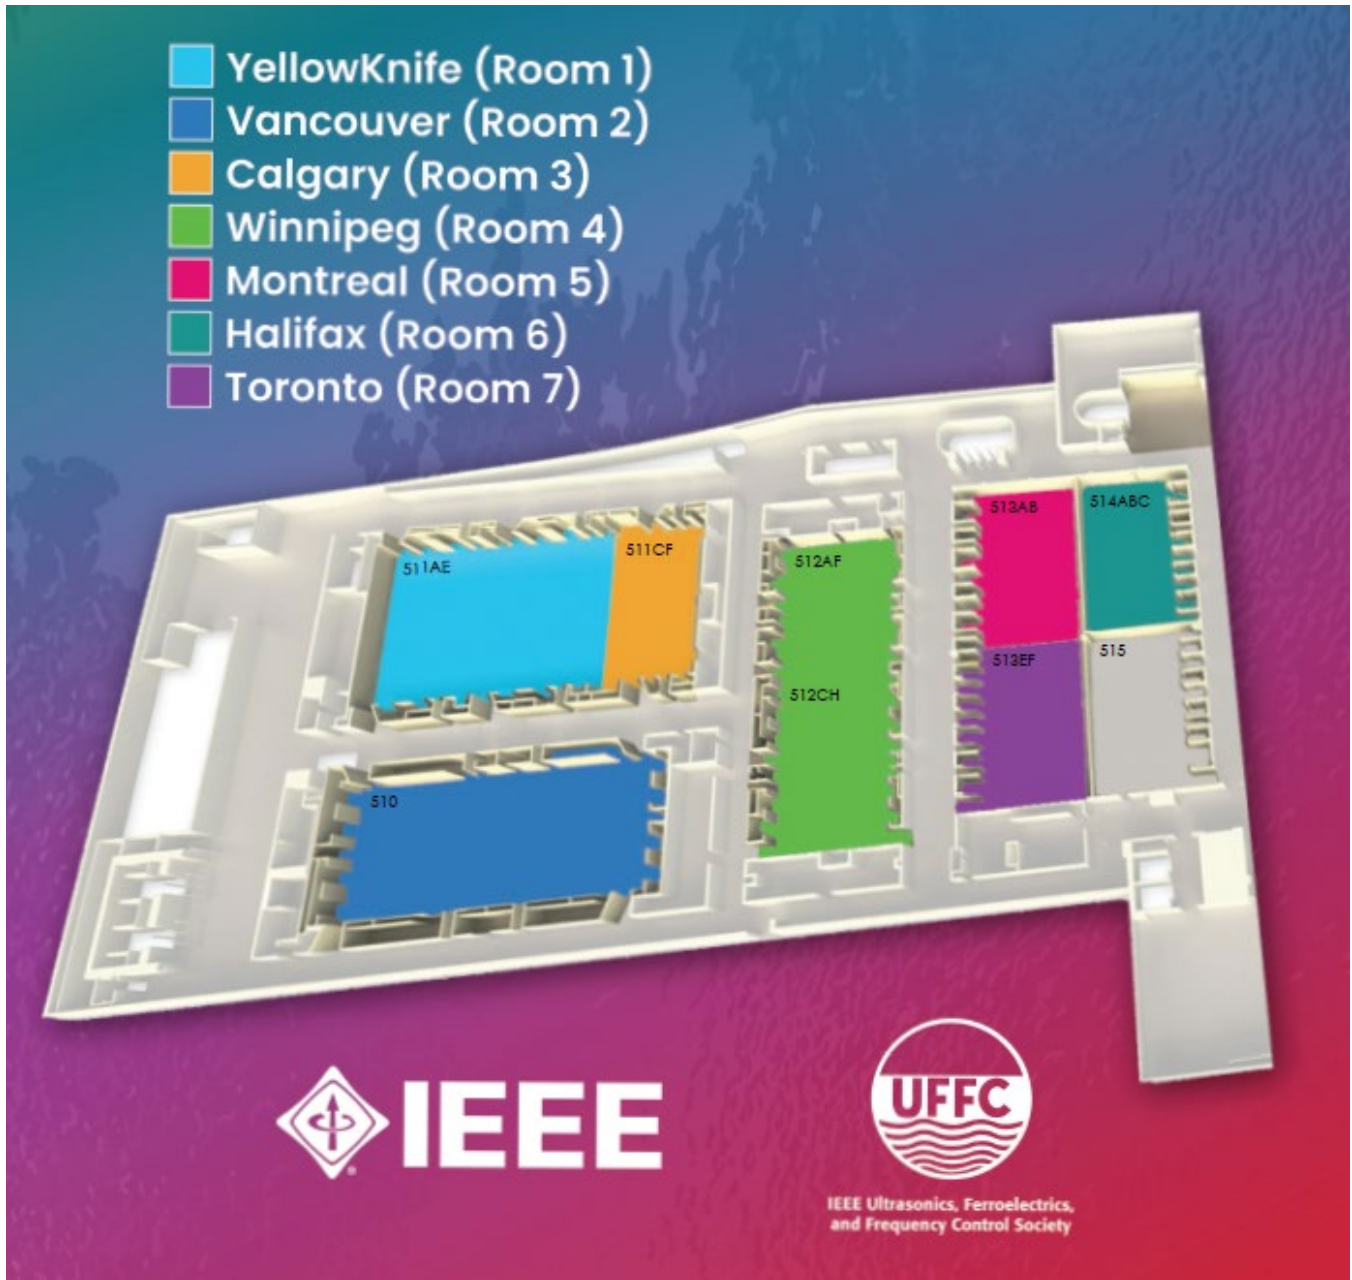 YellowKnife (Room 1)
Vancouver (Room 2)
Calgary (Room 3)
Winnipeg (Room 4)
Montreal (Room 5)
Halifax (Room 6)
Toronto (Room 7)
511AE
511CF
512AF
513AB
514ABC
513EF
515
512CH
510
IEEE
UFFC
IEEE Ultrasonics, Ferroelectrics,
and Frequency Control Society